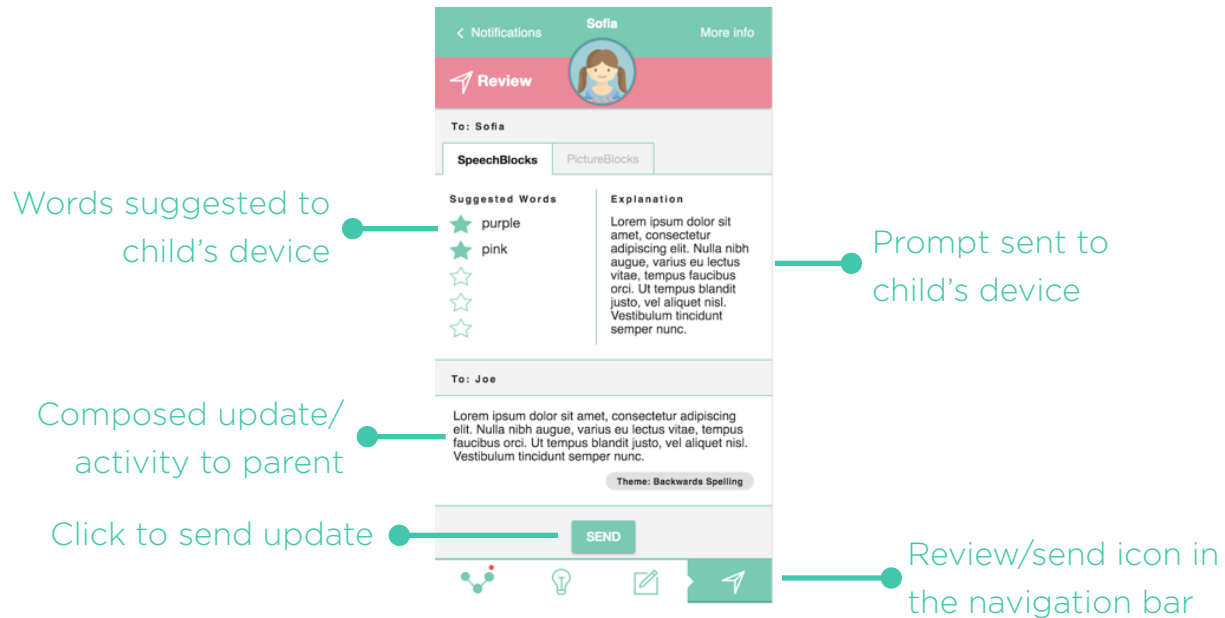 Sofia
Notifications
More info
Review
To: Sofia
SpeechBlocks
PictureBlocks
Suggested Words
purple
pink
Explanation
Lorem ipsum dolor sit
amet, consectetur
adipiscing elit. Nulla nibh
augue, varius eu lectus
vitae, tempus faucibus
orci. Ut tempus blandit
justo, vel aliquet nisl.
Vestibulum tincidunt
semper nunc.
Words suggested to
child's device
Prompt sent to
child's device
To: Joe
Lorem ipsum dolor sit amet, consectetur adipiscing
elit. Nulla nibh augue, varius eu lectus vitae, tempus
faucibus orci. Ut tempus blandit justo, vel aliquet nisl.
Vestibulum tincidunt semper nunc.
Theme: Backwards Spelling
Composed update/
activity to parent
Click to send update
SEND
Review/send icon in
the navigation bar